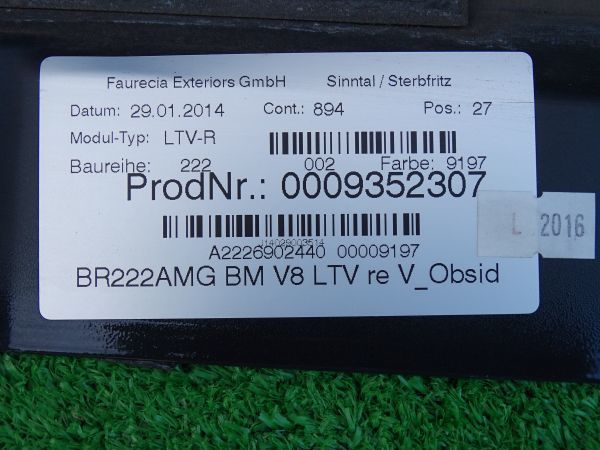 Faurecia Exteriors GmbH Sinntal / Sterbfritz
Datum: 29.01.2014 Cont.: 894 Pos.: 27
Modul-Typ: LTV-R
Baureihe: 222 002 Farbe: 9197
ProdNr.: 0009352307
L 2016
114029003514
A2226902440 00009197
BR222AMG BM V8 LTV re V_Obsid